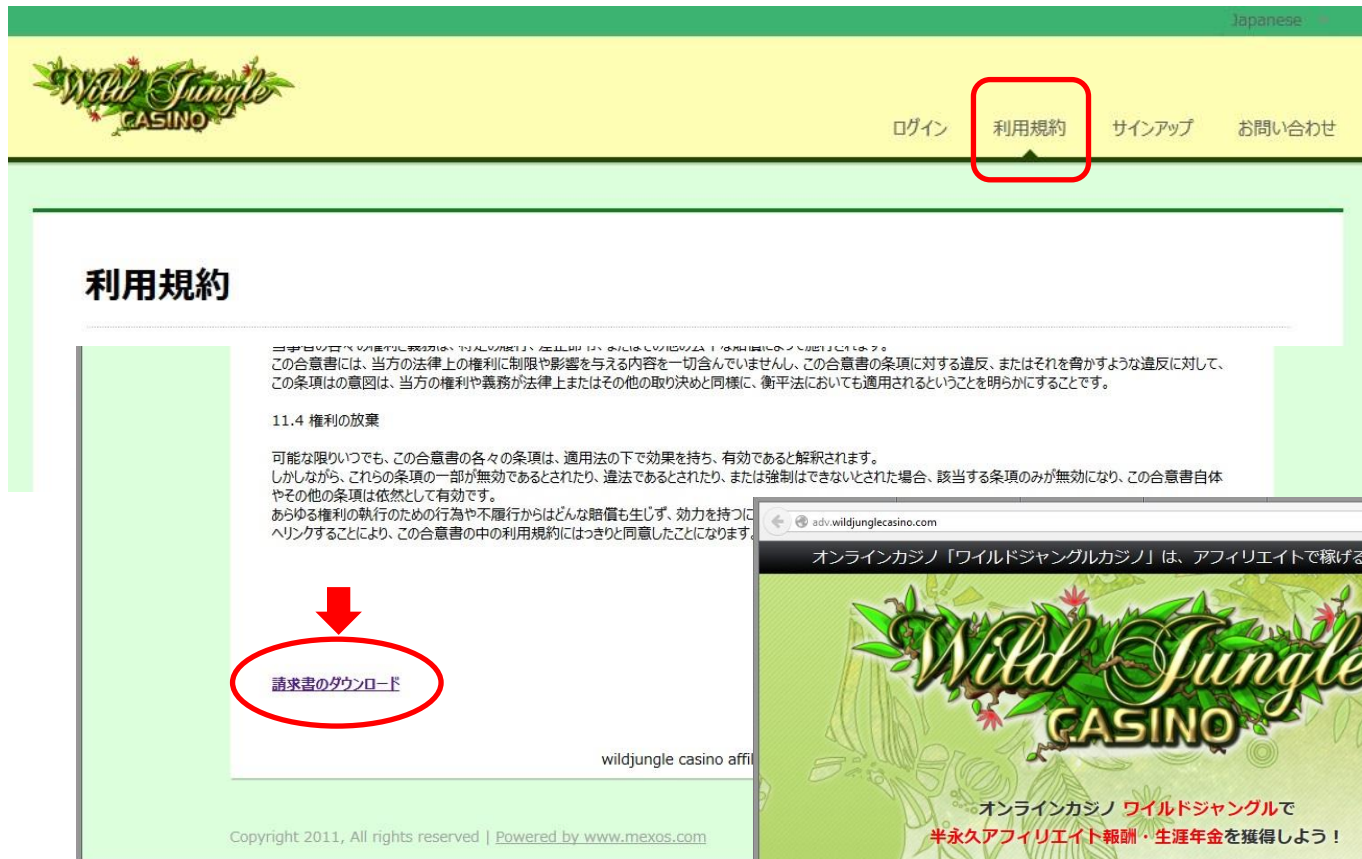 Japanese
Wild Jungle
CASINO
ログイン 利用規約 サインアップ お問い合わせ
利用規約
この合意書には、当方の法律上の権利に制限や影響を与える内容を一切含んでいませんし、この合意書の条項に対する違反、またはそれを脅かすような違反に対して、
この条項はの意図は、当方の権利や義務が法律上またはその他の取り決めと同様に、衡平法においても適用されるということを明らかにすることです。
11.4 権利の放棄
可能な限りいつでも、この合意書の各々の条項は、適用法の下で効果を持ち、有効であると解釈されます。
しかしながら、これらの条項の一部が無効であるとされたり、違法であるとされたり、または強制はできないとされた場合、該当する条項のみが無効になり、この合意書自体
やその他の条項は依然として有効です。
あらゆる権利の執行のための行為や不履行からはどんな賠償も生じず、効力を持つに
へリンクすることにより、この合意書の中の利用規約にはっきりと同意したことになります。
請求書のダウンロード
wildjungle casino affil
Copyright 2011, All rights reserved | Powered by www.mexos.com
adv.wildjunglecasino.com
オンラインカジノ「ワイルドジャングルカジノ」は、アフィリエイトで稼げる
Wild Jungle
CASINO
オンラインカジノ ワイルドジャングルで
半永久アフィリエイト報酬・生涯年金を獲得しよう！